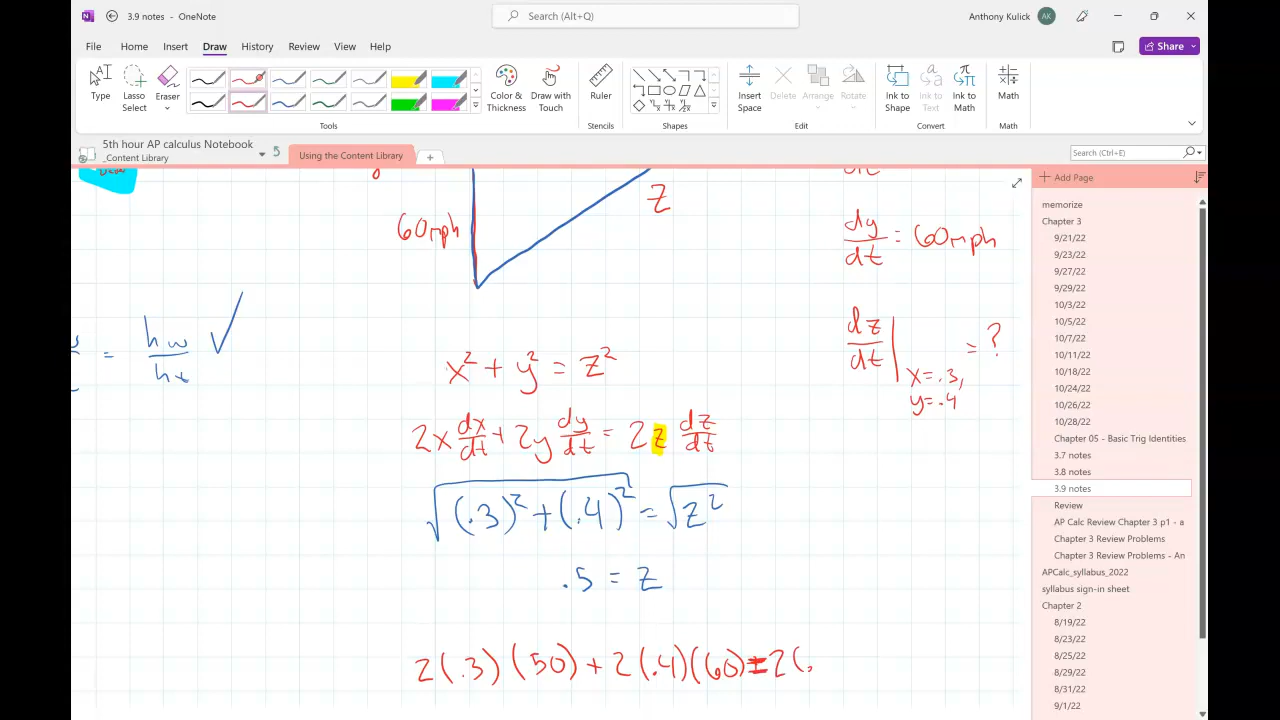 3.9 notes - OneNote
Search (Alt+Q)
Anthony Kulick
AK
File Home Insert Draw History Review View Help
Share
Type
Lasso Select
Eraser
Color & Thickness
Draw with Touch
Ruler
Insert Space
Delete
Arrange
Rotate
Ink to Shape
Ink to Text
Ink to Math
Math
Tools
Stencils
Shapes
Edit
Convert
Math
5th hour AP calculus Notebook
_Content Library
Using the Content Library
Search (Ctrl+E)
Add Page
60mph
z
dy/dt = 60mph
dz/dt | x=.3, y=.4 = ?
= hw/ht ✓
x² + y² = z²
2x dx/dt + 2y dy/dt = 2z dz/dt
√(.3)² + (.4)² = √z²
.5 = z
2(.3)(50) + 2(.4)(60) = 2(.
memorize
Chapter 3
9/21/22
9/23/22
9/27/22
9/29/22
10/3/22
10/5/22
10/7/22
10/11/22
10/18/22
10/24/22
10/26/22
10/28/22
Chapter 05 - Basic Trig Identities
3.7 notes
3.8 notes
3.9 notes
Review
AP Calc Review Chapter 3 p1 - a
Chapter 3 Review Problems
Chapter 3 Review Problems - An
APCalc_syllabus_2022
syllabus sign-in sheet
Chapter 2
8/19/22
8/23/22
8/25/22
8/29/22
8/31/22
9/1/22